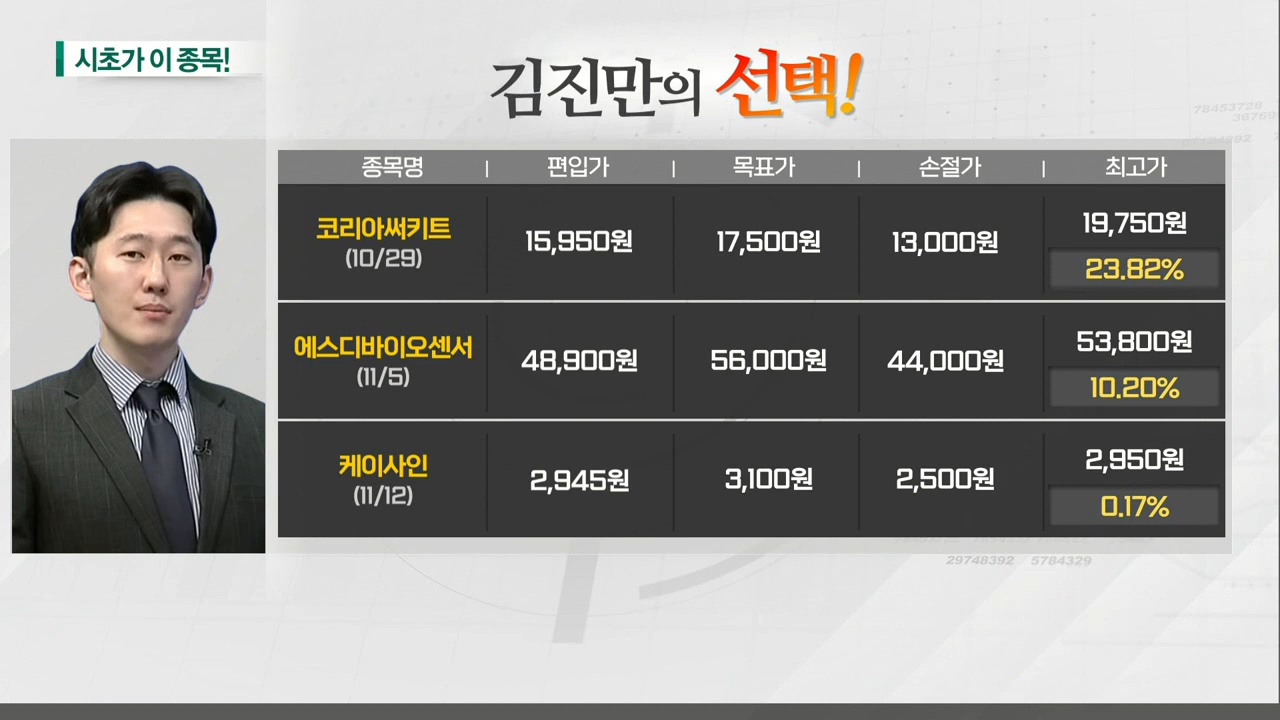 시초가 이 종목!
김진만의 선택!
78453728
36769
종목명 | 편입가 | 목표가 | 손절가 | 최고가
코리아써키트 15,950원 17,500원 13,000원 19,750원
(10/29) 23.82%
에스디바이오센서 48,900원 56,000원 44,000원 53,800원
(11/5) 10.20%
케이사인 2,945원 3,100원 2,500원 2,950원
(11/12) 0.17%
29748392 5784329